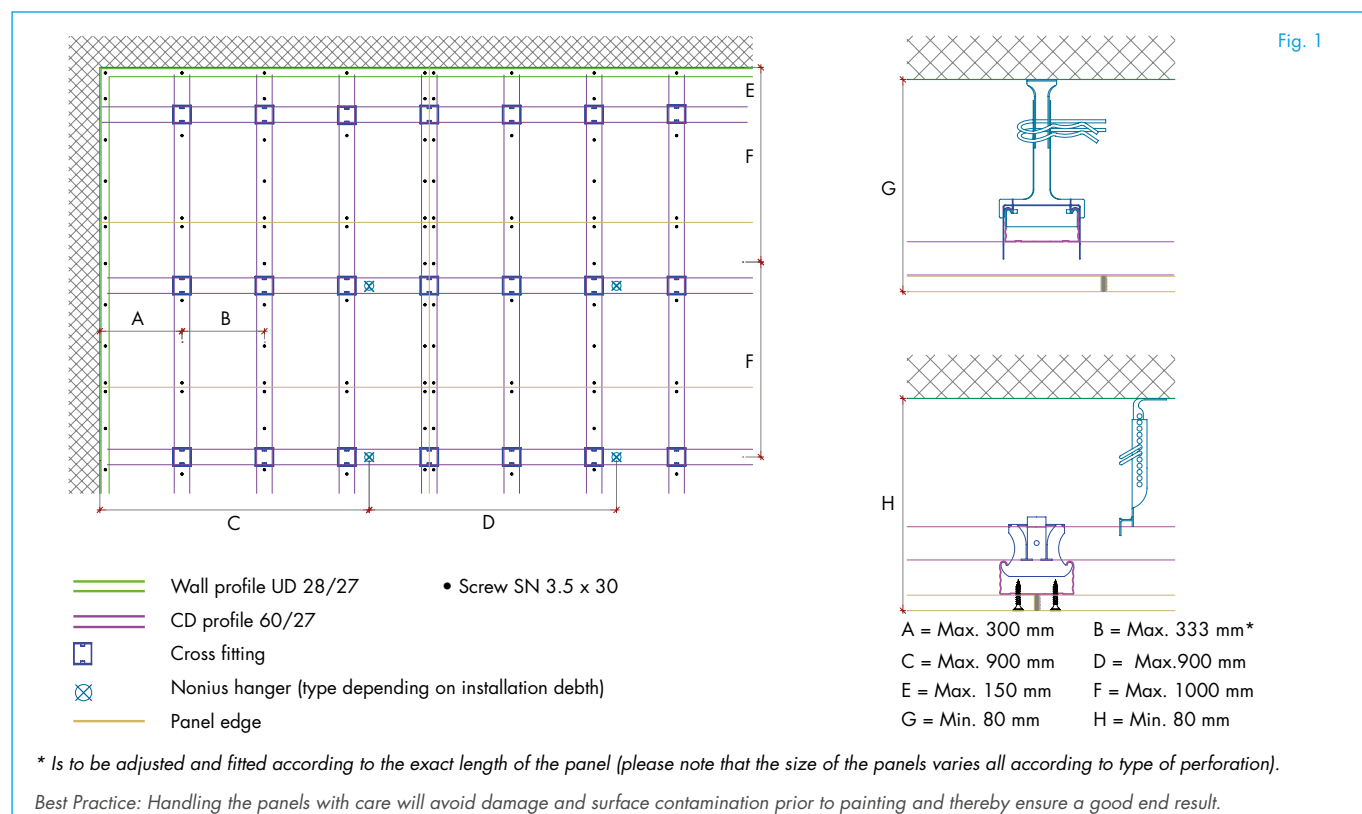 Fig. 1
E
F
G
A
B
F
H
C
D
Wall profile UD 28/27
• Screw SN 3.5 x 30
CD profile 60/27
Cross fitting
Nonius hanger (type depending on installation debth)
Panel edge
A = Max. 300 mm
B = Max. 333 mm*
C = Max. 900 mm
D = Max.900 mm
E = Max. 150 mm
F = Max. 1000 mm
G = Min. 80 mm
H = Min. 80 mm
* Is to be adjusted and fitted according to the exact length of the panel (please note that the size of the panels varies all according to type of perforation).
Best Practice: Handling the panels with care will avoid damage and surface contamination prior to painting and thereby ensure a good end result.